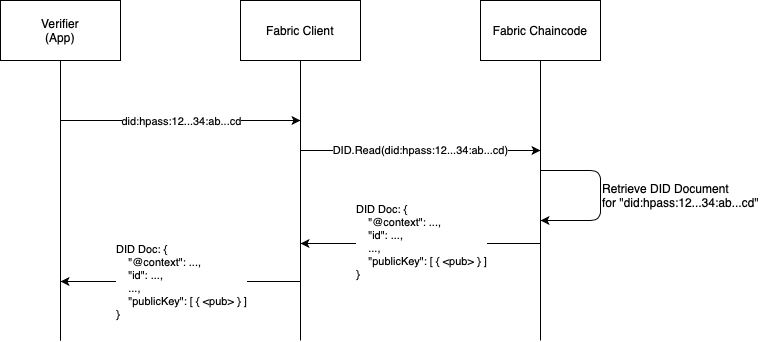 Verifier
(App)
Fabric Client
Fabric Chaincode
did:hpass:12...34:ab...cd
DID.Read(did:hpass:12...34:ab...cd)
Retrieve DID Document
for "did:hpass:12...34:ab...cd"
DID Doc: {
"@context": ...,
"id": ...,
...,
"publicKey": [ { <pub> } ]
}
DID Doc: {
"@context": ...,
"id": ...,
...,
"publicKey": [ { <pub> } ]
}